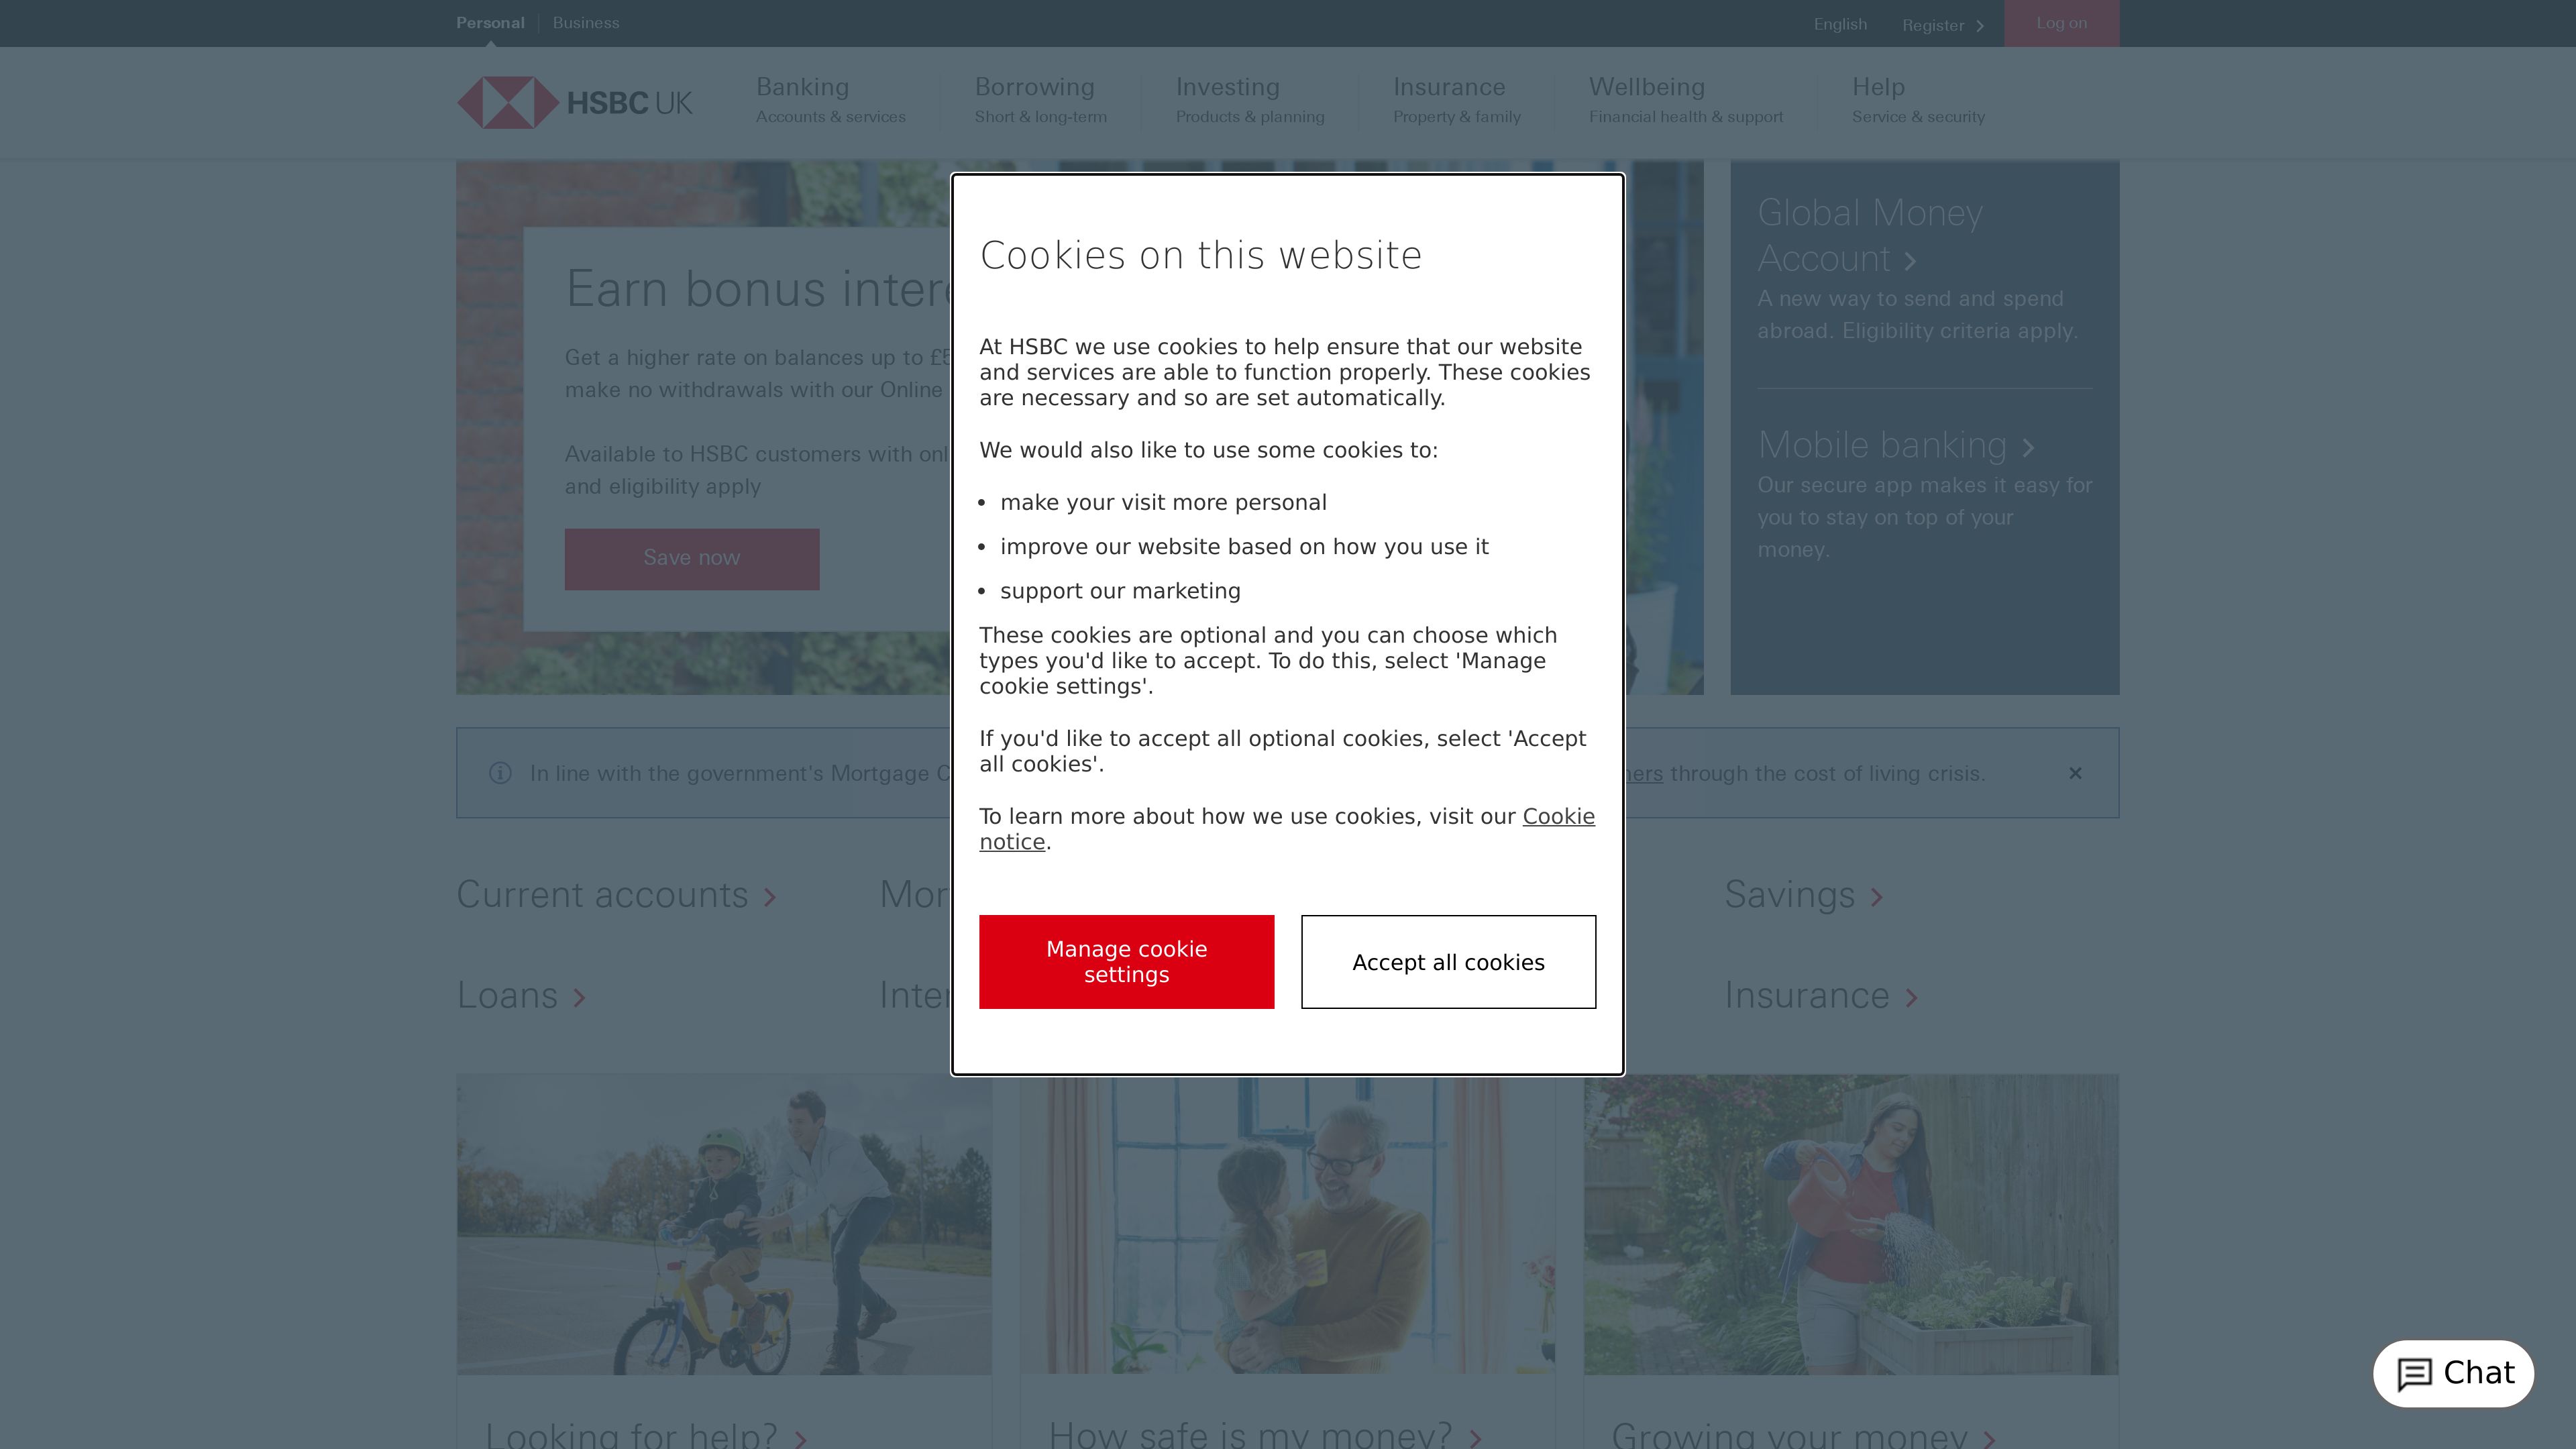 Personal
Business
English
Register
Log on
HSBC UK
Banking
Accounts & services
Borrowing
Short & long-term
Investing
Products & planning
Insurance
Property & family
Wellbeing
Financial health & support
Help
Service & security
Earn bonus
Get a higher rate on balances up to
make no withdrawals with our Online
Available to HSBC customers with
and eligibility apply
Save now
Global Money
Account
A new way to send and spend
abroad. Eligibility criteria apply.
Mobile banking
Our secure app makes it easy for
you to stay on top of your
money.
Cookies on this website
At HSBC we use cookies to help ensure that our website
and services are able to function properly. These cookies
are necessary and so are set automatically.
We would also like to use some cookies to:
• make your visit more personal
• improve our website based on how you use it
• support our marketing
These cookies are optional and you can choose which
types you'd like to accept. To do this, select 'Manage
cookie settings'.
If you'd like to accept all optional cookies, select 'Accept
all cookies'.
To learn more about how we use cookies, visit our Cookie
notice.
Manage cookie
settings
Accept all cookies
In line with the government's Mortgage
through the cost of living crisis.
Current accounts
Savings
Loans
Insurance
Looking for help?
How safe is my money?
Growing your money
Chat